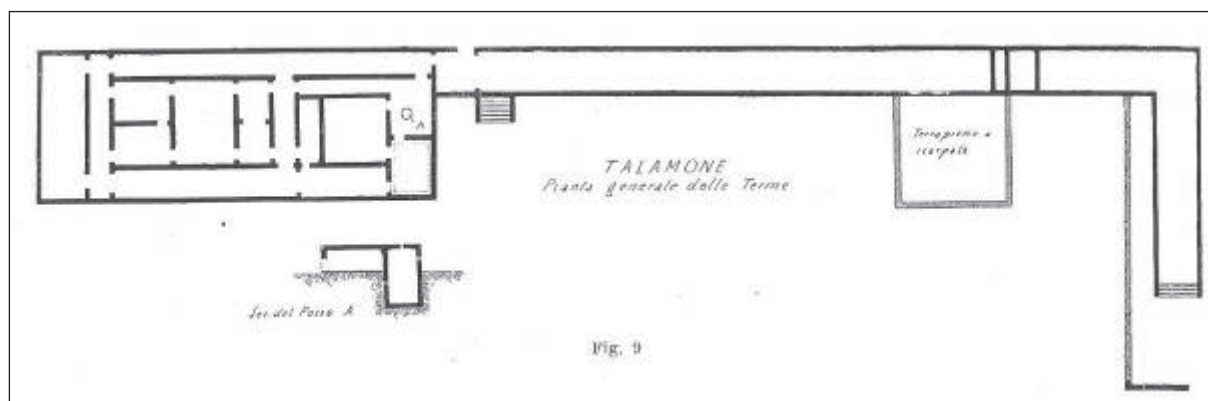 A
TALAMONE
Pianta generale delle Terme
Terrapieno a
scarpata
Sez. del Pozzo A
Fig. 9